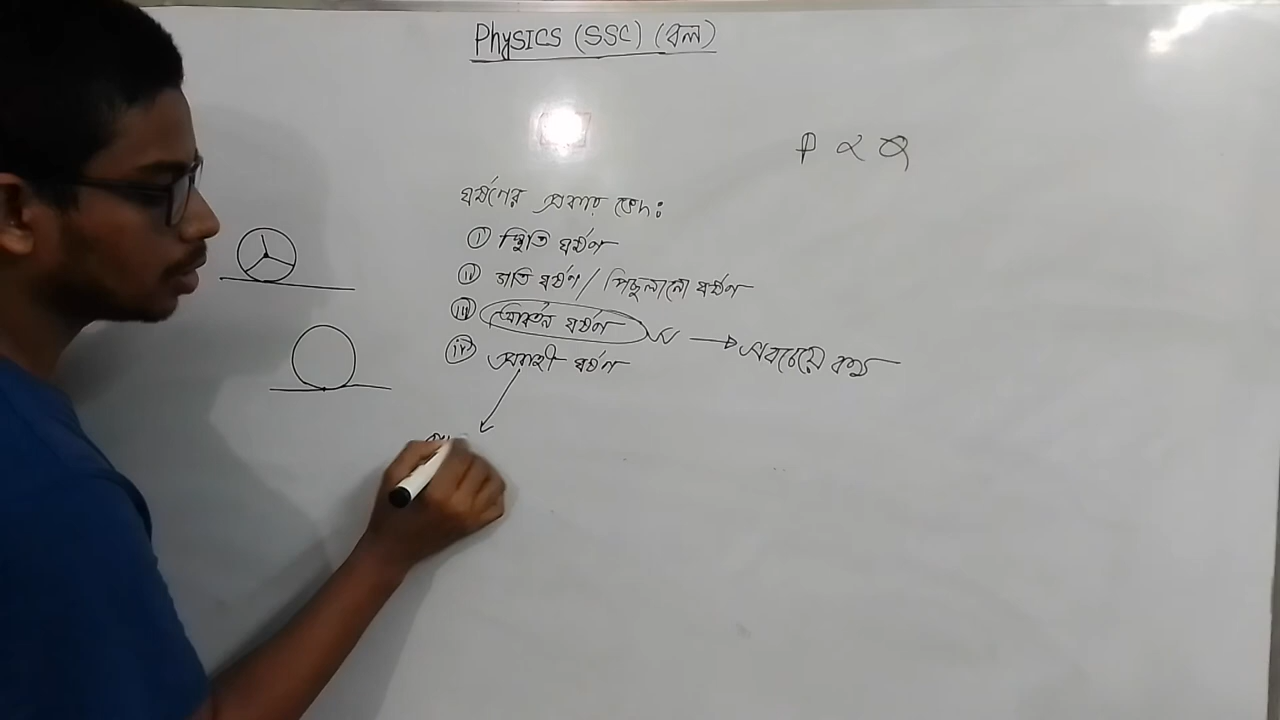 Physics (SSC) (বল)
P ∝ Q
ঘর্ষণের প্রকার ভেদ:
(i) স্থিতি ঘর্ষণ
(ii) গতি ঘর্ষণ / পিছলানো ঘর্ষণ
(iii) আবর্তন ঘর্ষণ → সবচেয়ে কম
(iv) প্রবাহী ঘর্ষণ